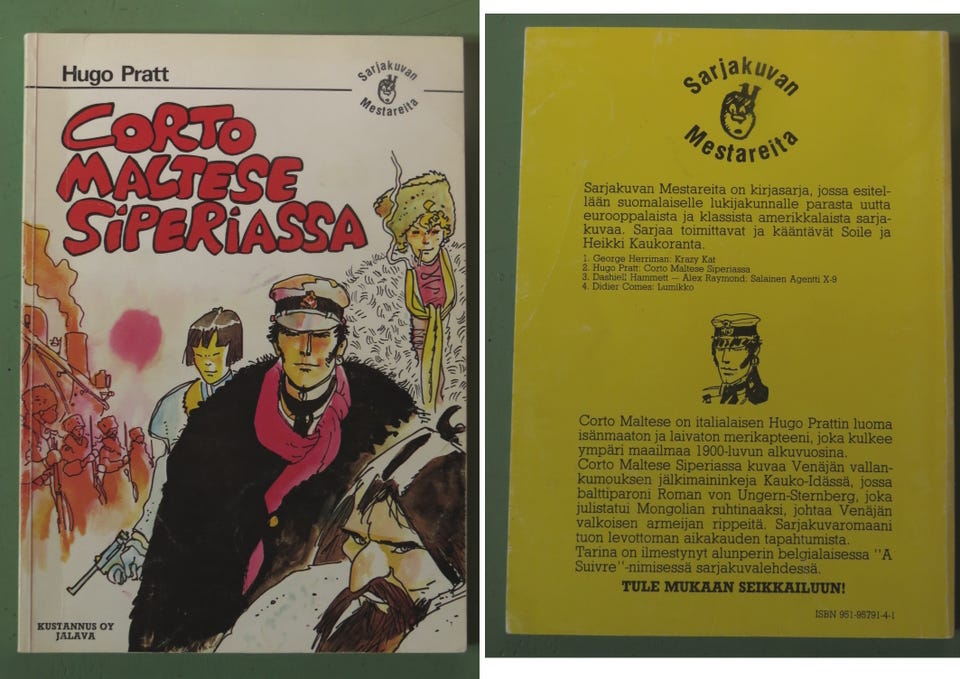 Hugo Pratt
Sarjakuvan
Mestareita
CORTO
MALTESE
SIPERIASSA
KUSTANNUS OY
JALAVA
Sarjakuvan
Mestareita
Sarjakuvan Mestareita on kirjasarja, jossa esitel-
lään suomalaiselle lukijakunnalle parasta uutta
eurooppalaista ja klassista amerikkalaista sarja-
kuvaa. Sarjaa toimittavat ja kääntävät Soile ja
Heikki Kaukoranta.
1. George Herriman: Krazy Kat
2. Hugo Pratt: Corto Maltese Siperiassa
3. Dashiell Hammett — Alex Raymond: Salainen Agentti X-9
4. Didier Comes: Lumikko
Corto Maltese on italialaisen Hugo Prattin luoma
isänmaaton ja laivaton merikapteeni, joka kulkee
ympäri maailmaa 1900-luvun alkuvuosina.
Corto Maltese Siperiassa kuvaa Venäjän vallan-
kumouksen jälkimaininkeja Kauko-Idässä, jossa
balttiparoni Roman von Ungern-Sternberg, joka
julistatui Mongolian ruhtinaaksi, johtaa Venäjän
valkoisen armeijan rippeitä. Sarjakuvaromaani
tuon levottoman aikakauden tapahtumista.
Tarina on ilmestynyt alunperin belgialaisessa "A
Suivre"-nimisessä sarjakuvalehdessä.
TULE MUKAAN SEIKKAILUUN!
ISBN 951-95791-4-1